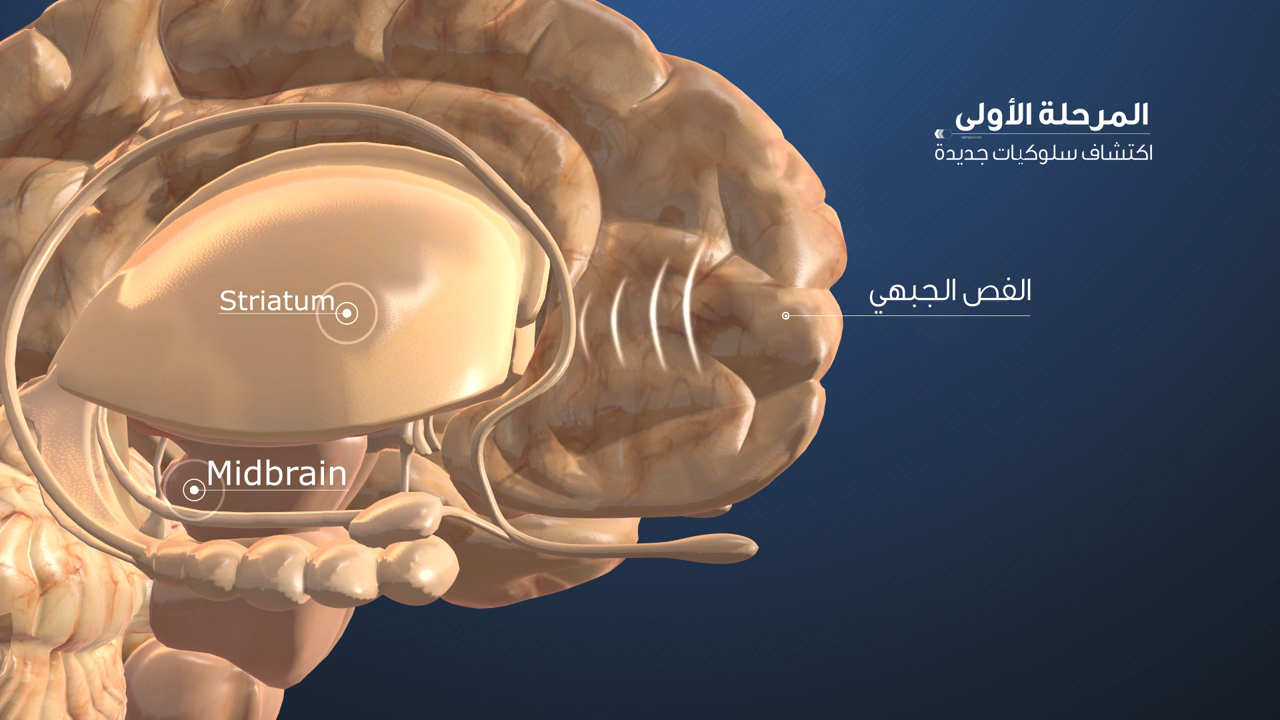 المرحلة الأولى
اكتشاف سلوكيات جديدة
الفص الجبهي
Striatum
Midbrain